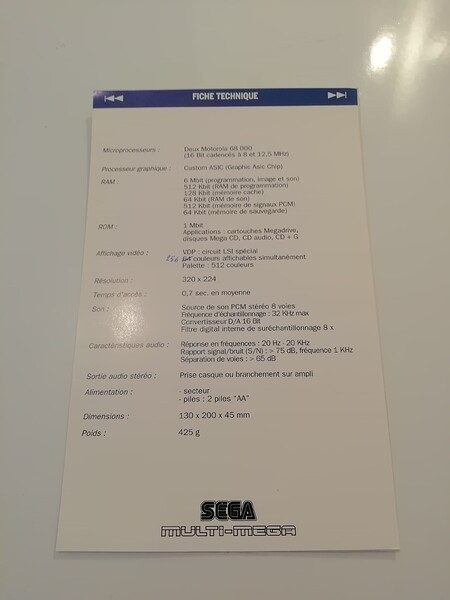 FICHE TECHNIQUE
Microprocesseurs : Deux Motorola 68 000
(16 Bit cadencés à 8 et 12,5 MHz)
Processeur graphique : Custom ASIC (Graphic Asic Chip)
RAM : 6 Mbit (programmation, image et son)
512 Kbit (RAM de programmation)
128 Kbit (mémoire cache)
64 Kbit (RAM de son)
512 Kbit (mémoire de signaux PCM)
64 Kbit (mémoire de sauvegarde)
ROM : 1 Mbit
Applications : cartouches Megadrive,
disques Mega CD, CD audio, CD + G
Affichage vidéo : VDP : circuit LSI spécial
256 64 couleurs affichables simultanément
Palette : 512 couleurs
Résolution : 320 x 224
Temps d'accès : 0,7 sec. en moyenne
Son : Source de son PCM stéréo 8 voies
Fréquence d'échantillonnage : 32 KHz max
Convertisseur D/A 16 Bit
Filtre digital interne de suréchantillonnage 8 x
Caractéristiques audio : Réponse en fréquences : 20 Hz - 20 KHz
Rapport signal/bruit (S/N) : > 75 dB, fréquence 1 KHz
Séparation de voies : > 65 dB
Sortie audio stéréo : Prise casque ou branchement sur ampli
Alimentation : - secteur
- piles : 2 piles "AA"
Dimensions : 130 x 200 x 45 mm
Poids : 425 g
SEGA
MULTI-MEGA